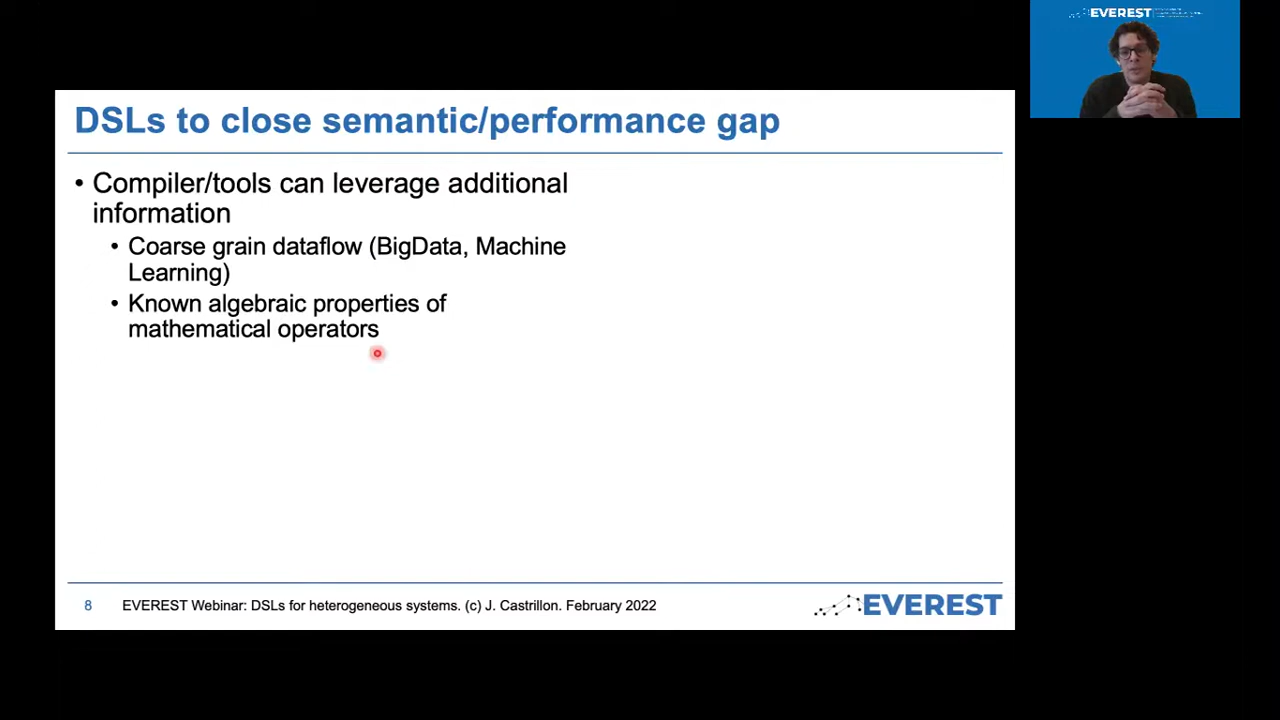 EVEREST
DSLs to close semantic/performance gap
• Compiler/tools can leverage additional
information
• Coarse grain dataflow (BigData, Machine
Learning)
• Known algebraic properties of
mathematical operators
8 EVEREST Webinar: DSLs for heterogeneous systems. (c) J. Castrillon. February 2022
EVEREST